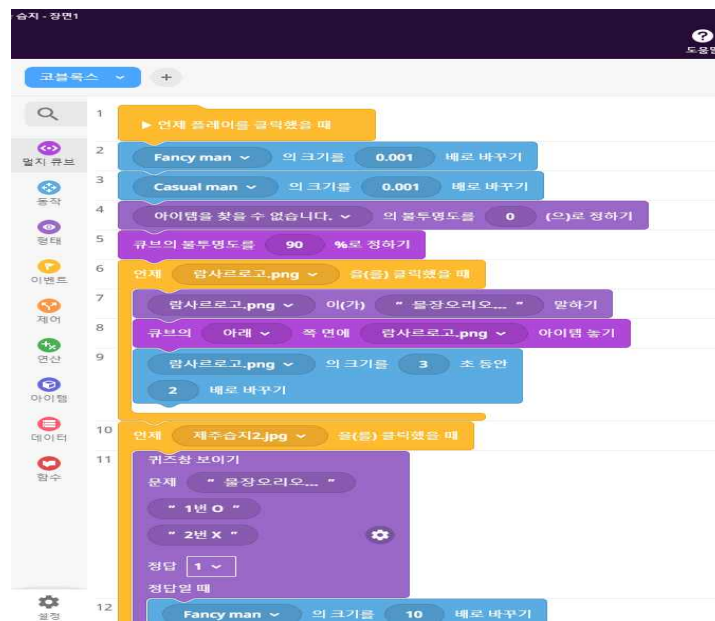 습지 - 장면1
도움말
코블록스
1
▶ 언제 플레이를 클릭했을 때
멀지 큐브
2
Fancy man 의 크기를 0.001 배로 바꾸기
동작
3
Casual man 의 크기를 0.001 배로 바꾸기
4
아이템을 찾을 수 없습니다. 의 불투명도를 0 (으)로 정하기
형태
5
큐브의 불투명도를 90 %로 정하기
이벤트
6
언제 람사르로고.png 을(를) 클릭했을 때
제어
7
람사르로고.png 이(가) “ 물장오리오... ” 말하기
연산
8
큐브의 아래 쪽 면에 람사르로고.png 아이템 놓기
아이템
9
람사르로고.png 의 크기를 3 초 동안
2 배로 바꾸기
데이터
10
언제 제주습지2.jpg 을(를) 클릭했을 때
함수
11
퀴즈창 보이기
문제 “ 물장오리오... ”
“ 1번 O ”
“ 2번 X ”
정답 1
정답일 때
설정
12
Fancy man 의 크기를 10 배로 바꾸기